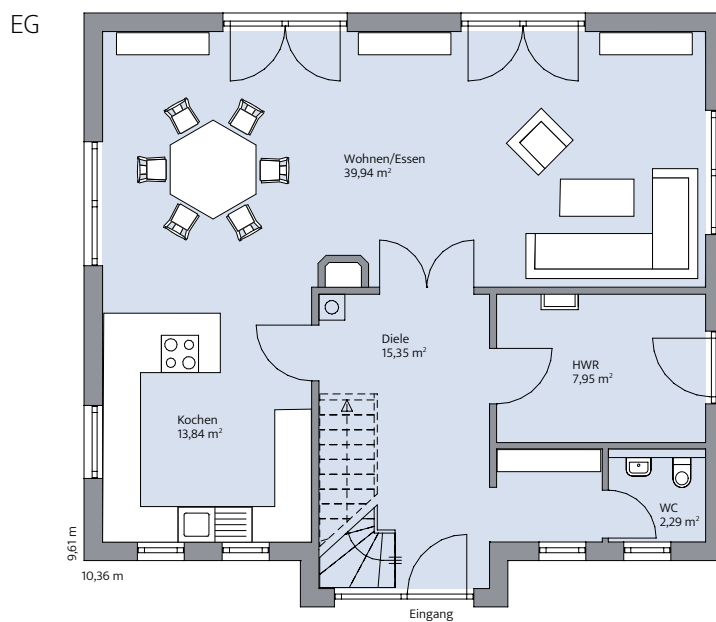 EG
Wohnen/Essen
39,94 m²
Diele
15,35 m²
HWR
7,95 m²
Kochen
13,84 m²
WC
2,29 m²
9,61 m
10,36 m
Eingang